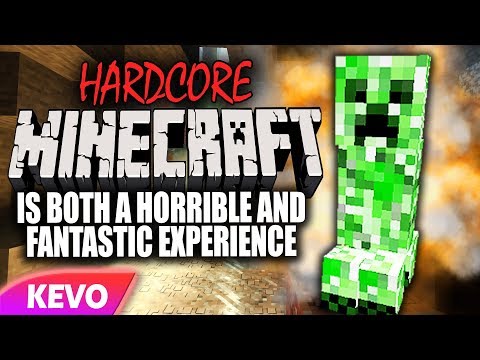 HARDCORE
MINECRAFT
IS BOTH A HORRIBLE AND
FANTASTIC EXPERIENCE
KEVO